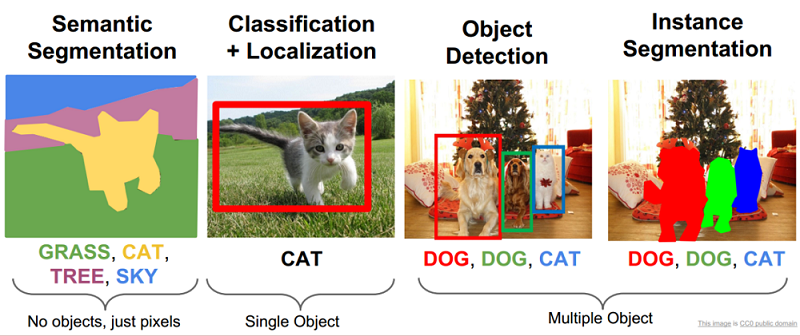 Semantic
Segmentation
Classification
+ Localization
Object
Detection
Instance
Segmentation
GRASS, CAT,
TREE, SKY
CAT
DOG, DOG, CAT
DOG, DOG, CAT
No objects, just pixels
Single Object
Multiple Object
This image is CC0 public domain